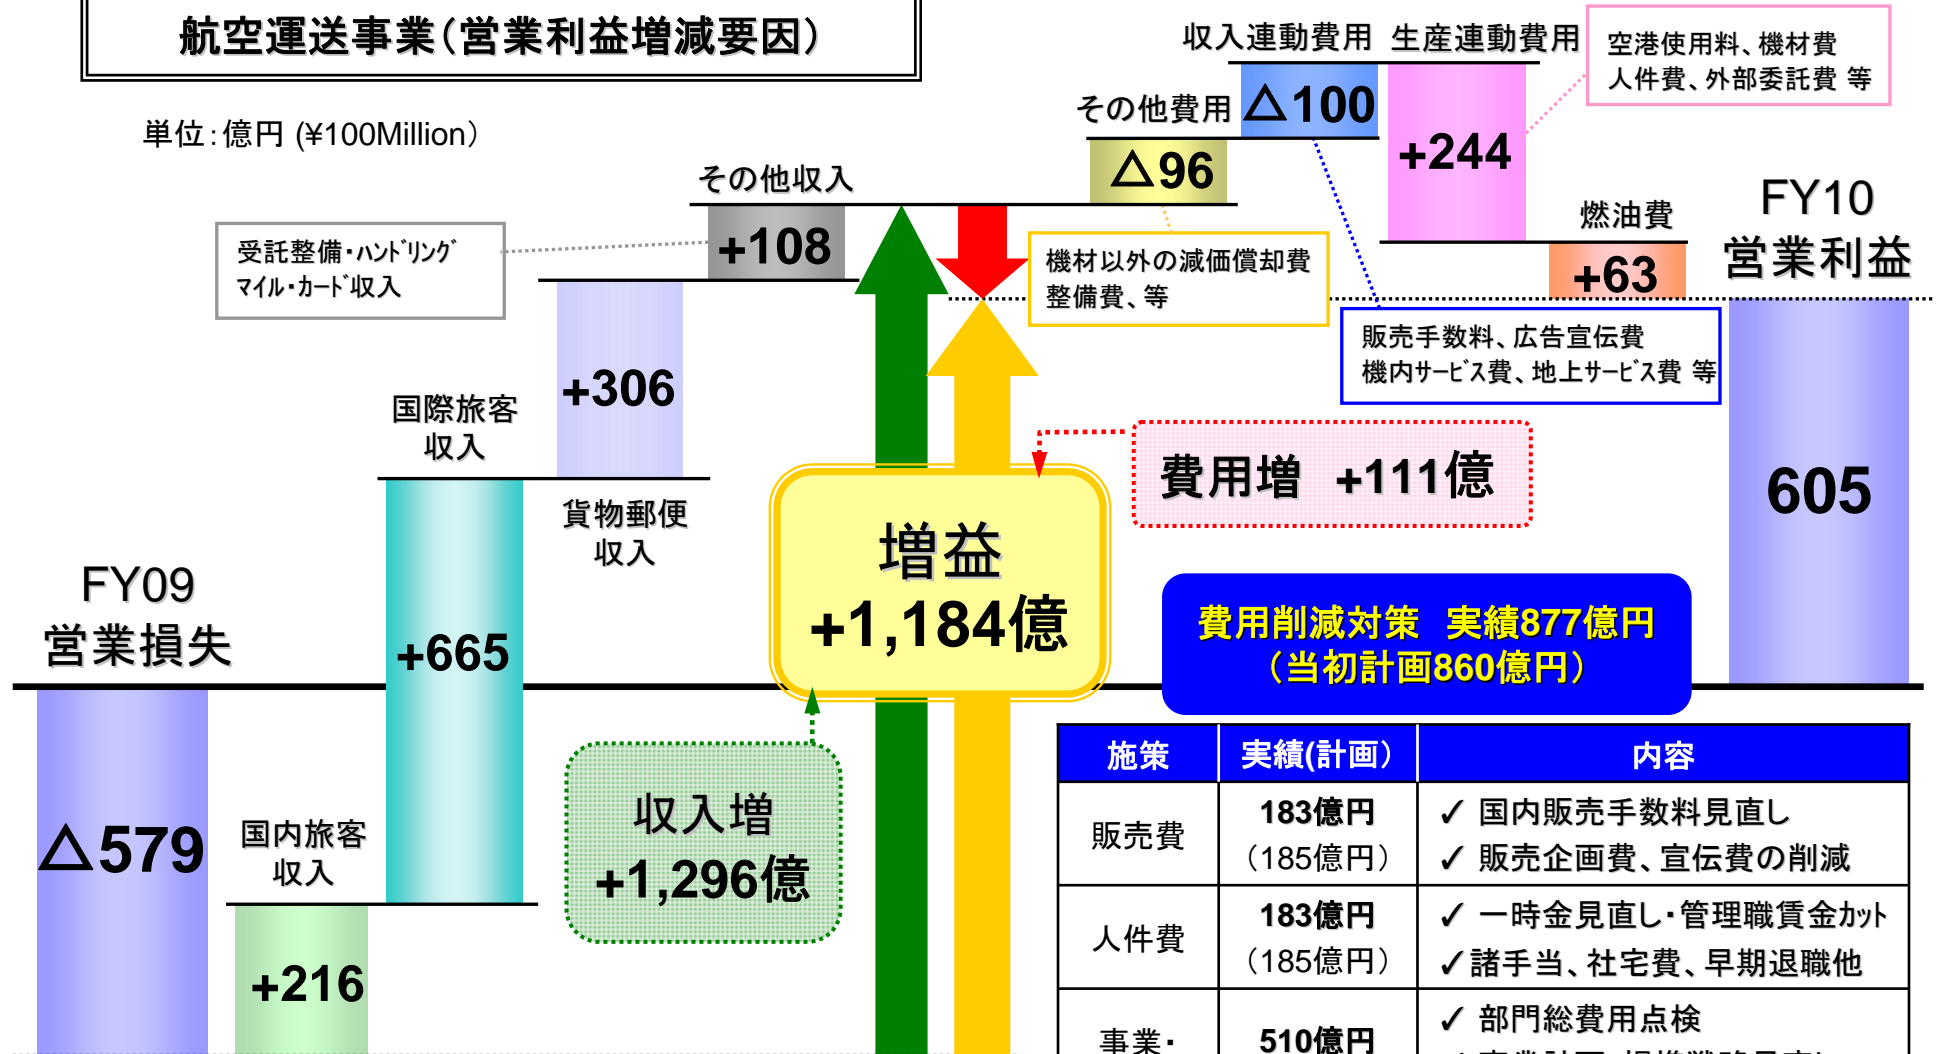 航空運送事業（営業利益増減要因）
単位：億円 (¥100Million）
FY09
営業損失
△579
国内旅客
収入
+216
国際旅客
収入
+665
+306
貨物郵便
収入
その他収入
+108
受託整備・ハンドリング
マイル・カード収入
その他費用
△96
機材以外の減価償却費
整備費、等
収入連動費用
△100
販売手数料、広告宣伝費
機内サービス費、地上サービス費 等
生産連動費用
+244
空港使用料、機材費
人件費、外部委託費 等
燃油費
+63
FY10
営業利益
605
増益
+1,184億
収入増
+1,296億
費用増　+111億
費用削減対策　実績877億円
（当初計画860億円）
施策　実績(計画）　内容
販売費
183億円
（185億円）
✓ 国内販売手数料見直し
✓ 販売企画費、宣伝費の削減
人件費
183億円
（185億円）
✓ 一時金見直し・管理職賃金カット
✓諸手当、社宅費、早期退職他
事業・
510億円
✓ 部門総費用点検